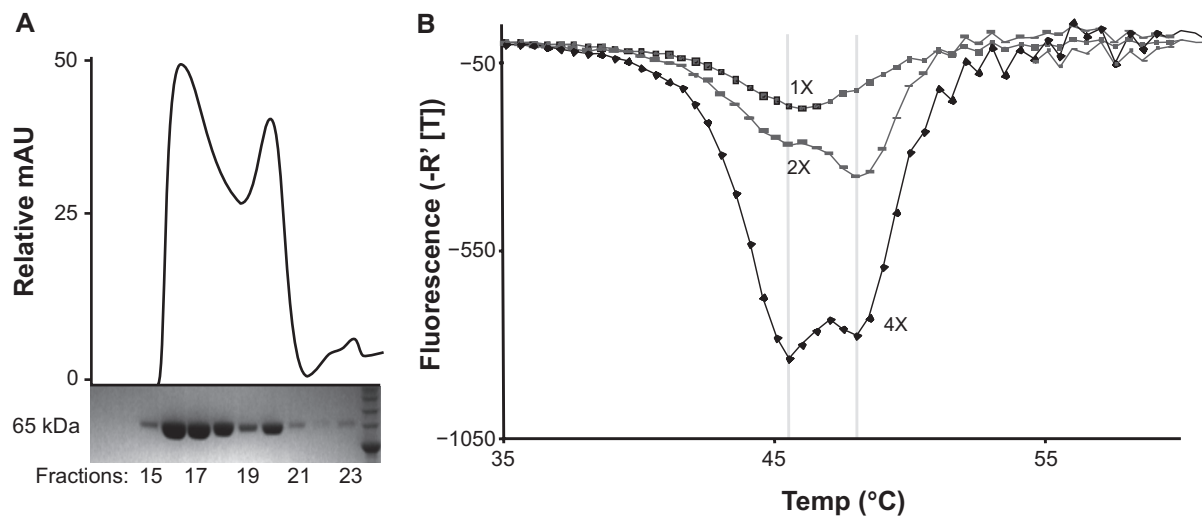 A
50
25
0
Relative mAU
65 kDa
Fractions: 15 17 19 21 23
B
−50
−550
−1050
Fluorescence (-R' [T])
1X
2X
4X
35 45 55
Temp (°C)